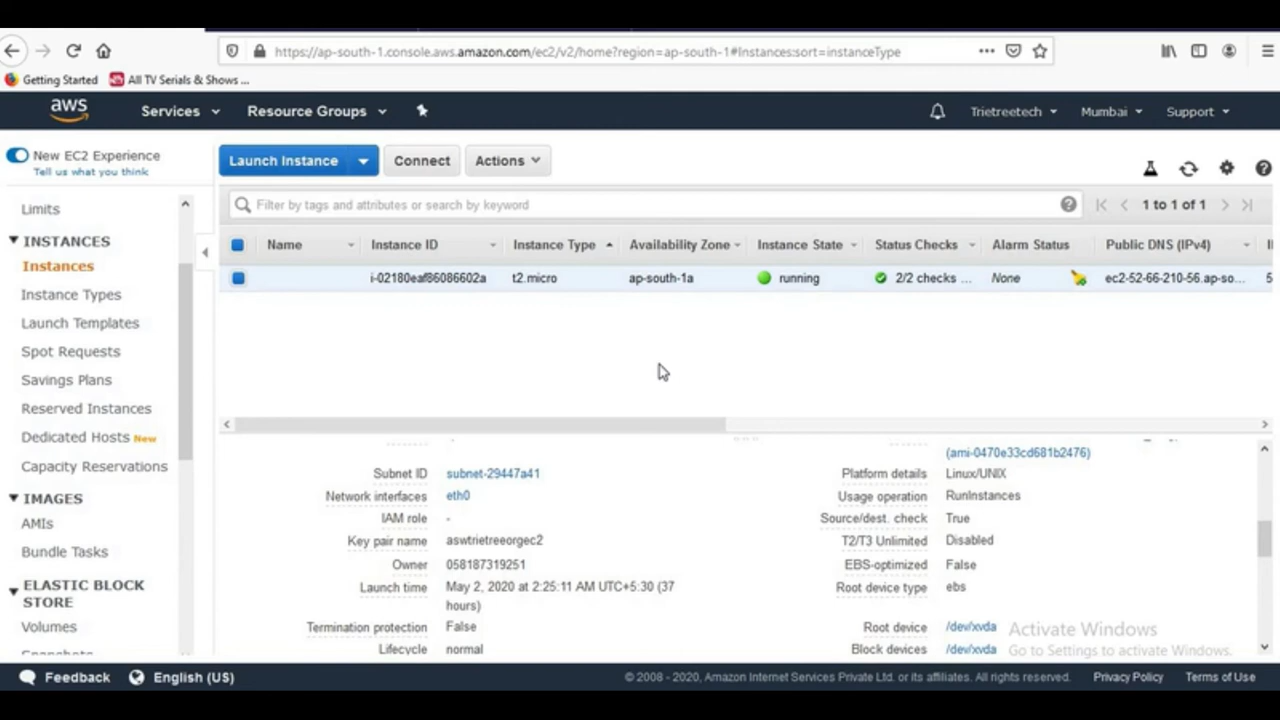 https://ap-south-1.console.aws.amazon.com/ec2/v2/home?region=ap-south-1#Instances:sort=instanceType
Getting Started All TV Serials & Shows ...
aws Services Resource Groups Trietreetech Mumbai Support
New EC2 Experience
Tell us what you think
Launch Instance Connect Actions
Limits
INSTANCES
Instances
Instance Types
Launch Templates
Spot Requests
Savings Plans
Reserved Instances
Dedicated Hosts New
Capacity Reservations
IMAGES
AMIs
Bundle Tasks
ELASTIC BLOCK
STORE
Volumes
Filter by tags and attributes or search by keyword 1 to 1 of 1
Name Instance ID Instance Type Availability Zone Instance State Status Checks Alarm Status Public DNS (IPv4)
i-02180eaf86086602a t2.micro ap-south-1a running 2/2 checks ... None ec2-52-66-210-56.ap-so...
(ami-0470e33cd681b2476)
Subnet ID subnet-29447a41 Platform details Linux/UNIX
Network interfaces eth0 Usage operation RunInstances
IAM role - Source/dest. check True
Key pair name aswtrietreeorgec2 T2/T3 Unlimited Disabled
Owner 058187319251 EBS-optimized False
Launch time May 2, 2020 at 2:25:11 AM UTC+5:30 (37 Root device type ebs
hours)
Termination protection False Root device /dev/xvda
Lifecycle normal Block devices /dev/xvda
Activate Windows
Go to Settings to activate Windows.
Feedback English (US) © 2008 - 2020, Amazon Internet Services Private Ltd. or its affiliates. All rights reserved. Privacy Policy Terms of Use